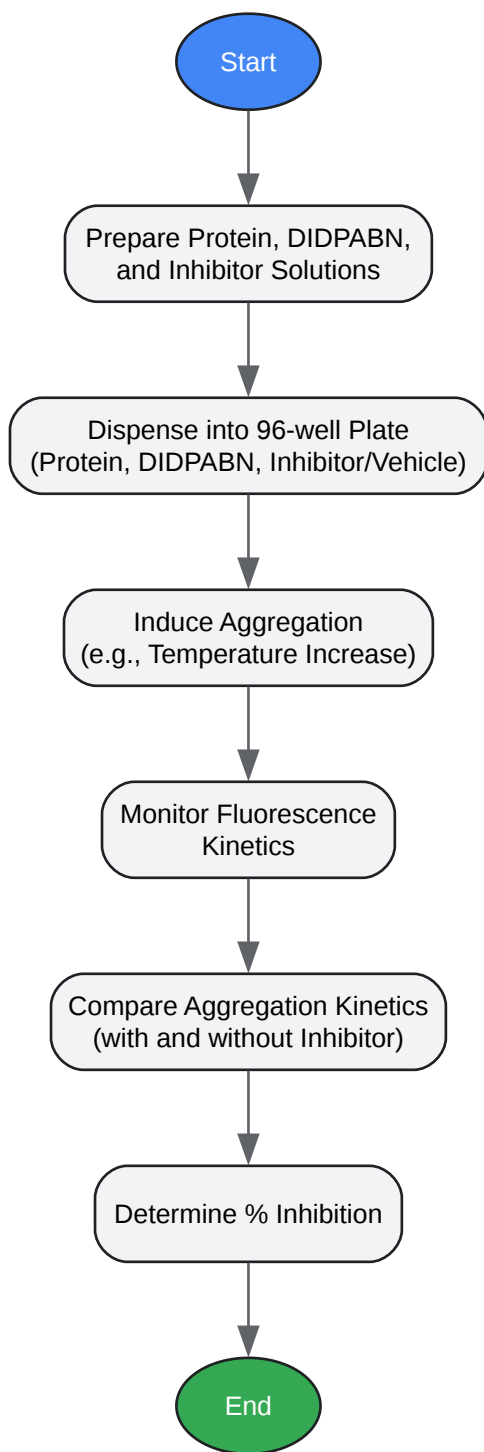 Start
Prepare Protein, DIDPABN,
and Inhibitor Solutions
Dispense into 96-well Plate
(Protein, DIDPABN, Inhibitor/Vehicle)
Induce Aggregation
(e.g., Temperature Increase)
Monitor Fluorescence
Kinetics
Compare Aggregation Kinetics
(with and without Inhibitor)
Determine % Inhibition
End